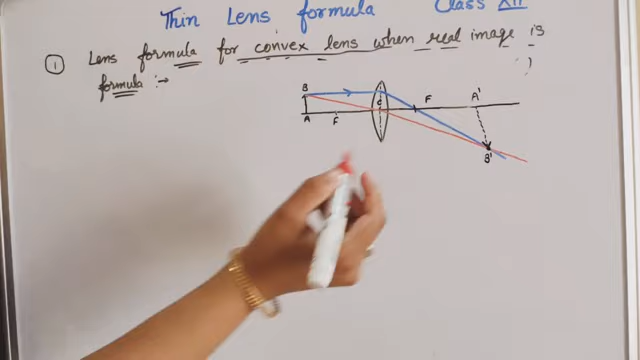 Thin Lens formula Class XII
① Lens formula for convex lens when real image is
formula :→
B
A F C F A'
B'